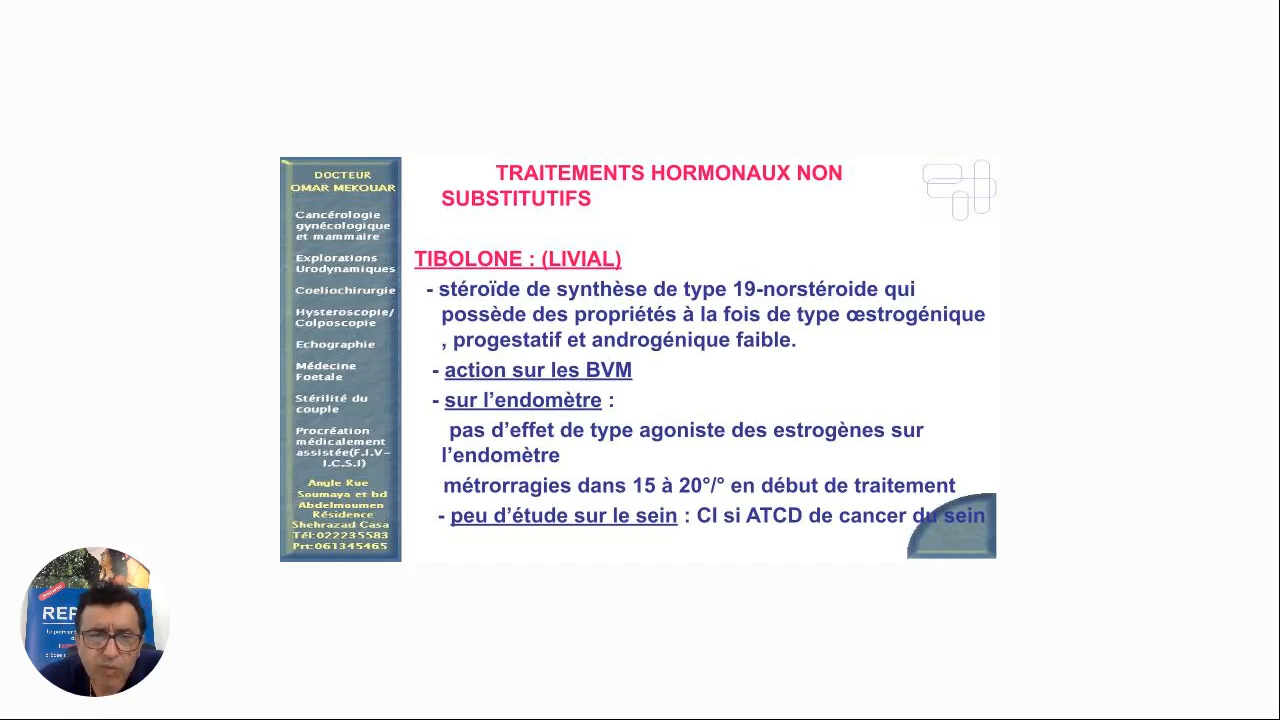 DOCTEUR
OMAR MEKOUAR
Cancérologie
gynécologique
et mammaire
Explorations
Urodynamiques
Coeliochirurgie
Hysteroscopie/
Colposcopie
Echographie
Médecine
Foetale
Stérilité du
couple
Procréation
médicalement
assistée(F.I.V-
I.C.S.I)
Angle Rue
Soumaya et bd
Abdelmoumen
Résidence
Shehrazad Casa
Tél:022235583
Prt:061345465
TRAITEMENTS HORMONAUX NON
SUBSTITUTIFS
TIBOLONE : (LIVIAL)
- stéroïde de synthèse de type 19-norstéroide qui
possède des propriétés à la fois de type œstrogénique
, progestatif et androgénique faible.
- action sur les BVM
- sur l’endomètre :
pas d’effet de type agoniste des estrogènes sur
l’endomètre
métrorragies dans 15 à 20°/° en début de traitement
- peu d’étude sur le sein : CI si ATCD de cancer du sein
REP
Le premier